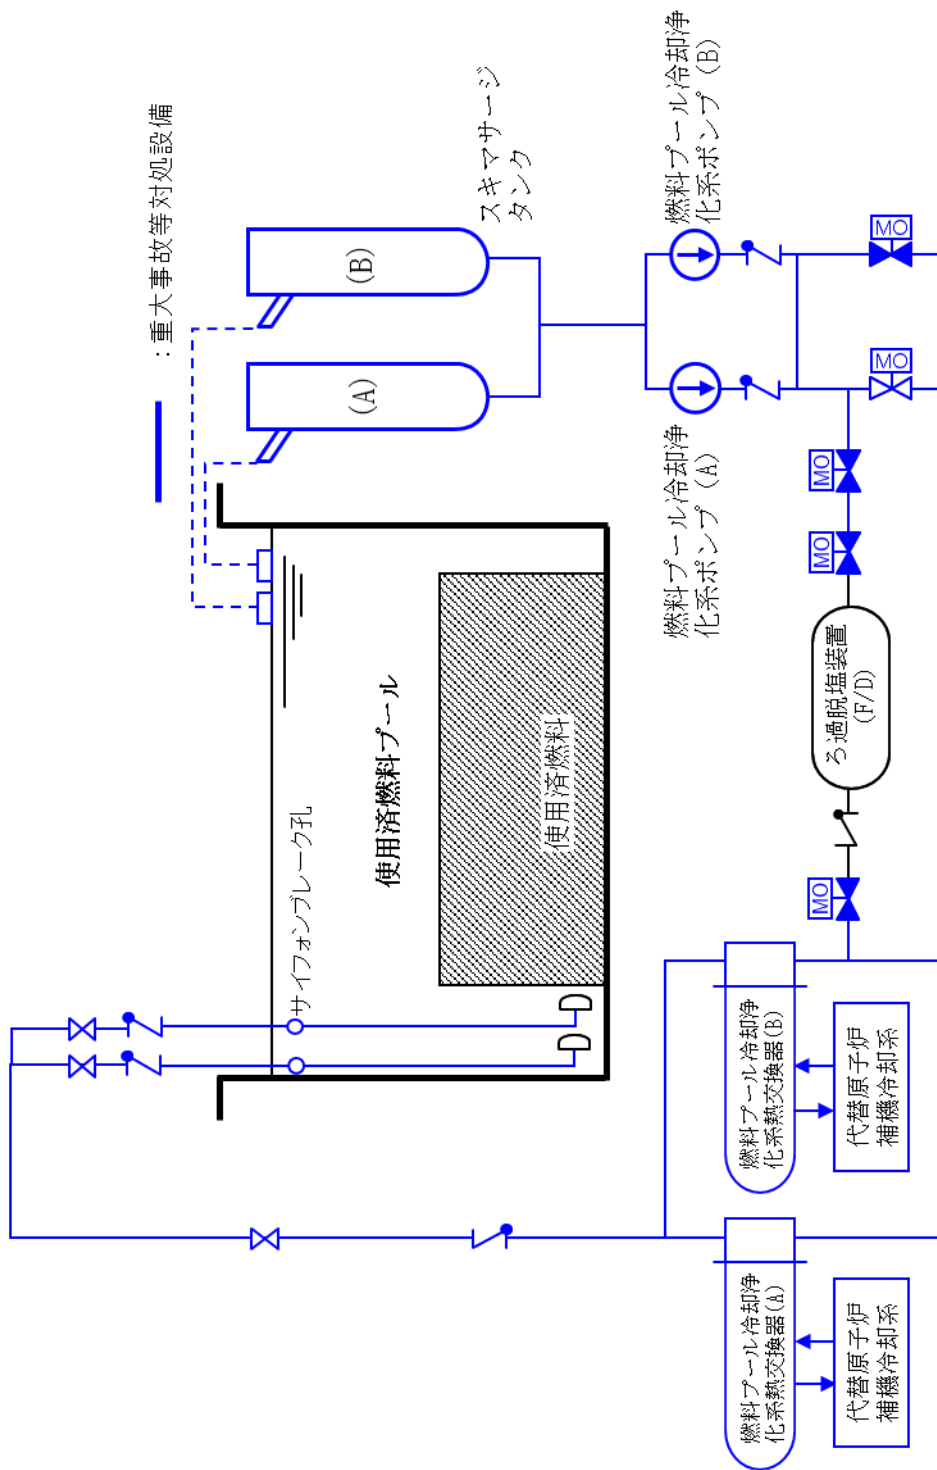 ：重大事故等対処設備
(A)
(B)
スキマサージ
タンク
サイフォンブレーク孔
使用済燃料プール
使用済燃料
燃料プール冷却浄
化系ポンプ (A)
燃料プール冷却浄
化系ポンプ (B)
MO
MO
MO
MO
MO
ろ過脱塩装置
(F/D)
燃料プール冷却浄
化系熱交換器(A)
燃料プール冷却浄
化系熱交換器(B)
代替原子炉
補機冷却系
代替原子炉
補機冷却系